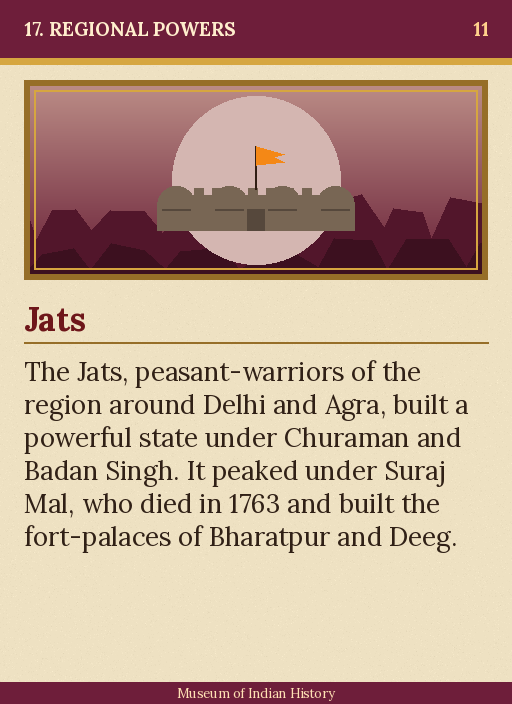 17. REGIONAL POWERS
11
Jats
The Jats, peasant-warriors of the
region around Delhi and Agra, built a
powerful state under Churaman and
Badan Singh. It peaked under Suraj
Mal, who died in 1763 and built the
fort-palaces of Bharatpur and Deeg.
Museum of Indian History